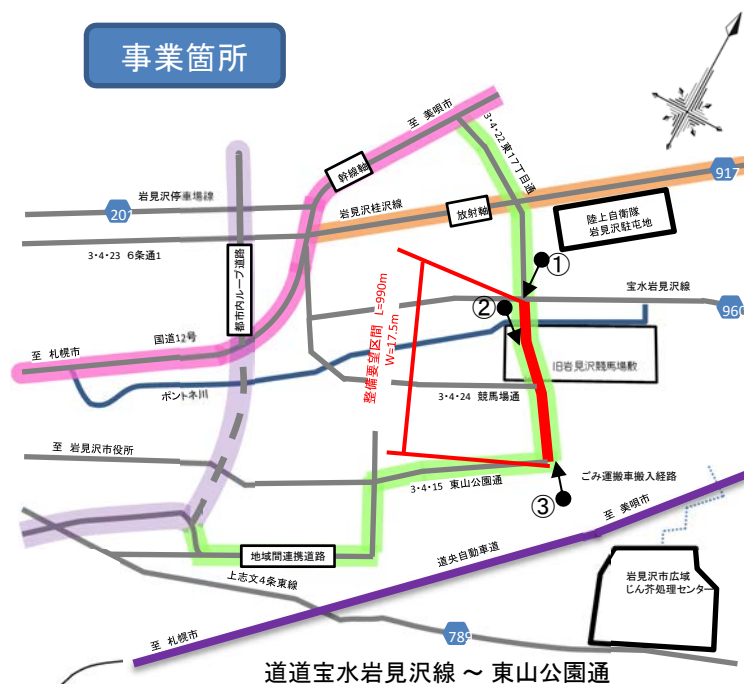 事業箇所
至 美唄市
3・4・22 東17丁目通
917
幹線軸
岩見沢停車場線
201
岩見沢桂沢線
放射軸
陸上自衛隊
岩見沢駐屯地
3・4・23 6条通1
①
都市内ループ道路
宝水岩見沢線
②
960
整備要望区間 L=990m
W=17.5m
国道12号
至 札幌市
旧岩見沢競馬場敷
ポントネ川
3・4・24 競馬場通
至 岩見沢市役所
ごみ運搬車搬入経路
3・4・15 東山公園通
③
至 美唄市
地域間連携道路
道央自動車道
上志文4条東線
岩見沢市広域
じん芥処理センター
789
至 札幌市
道道宝水岩見沢線 ~ 東山公園通